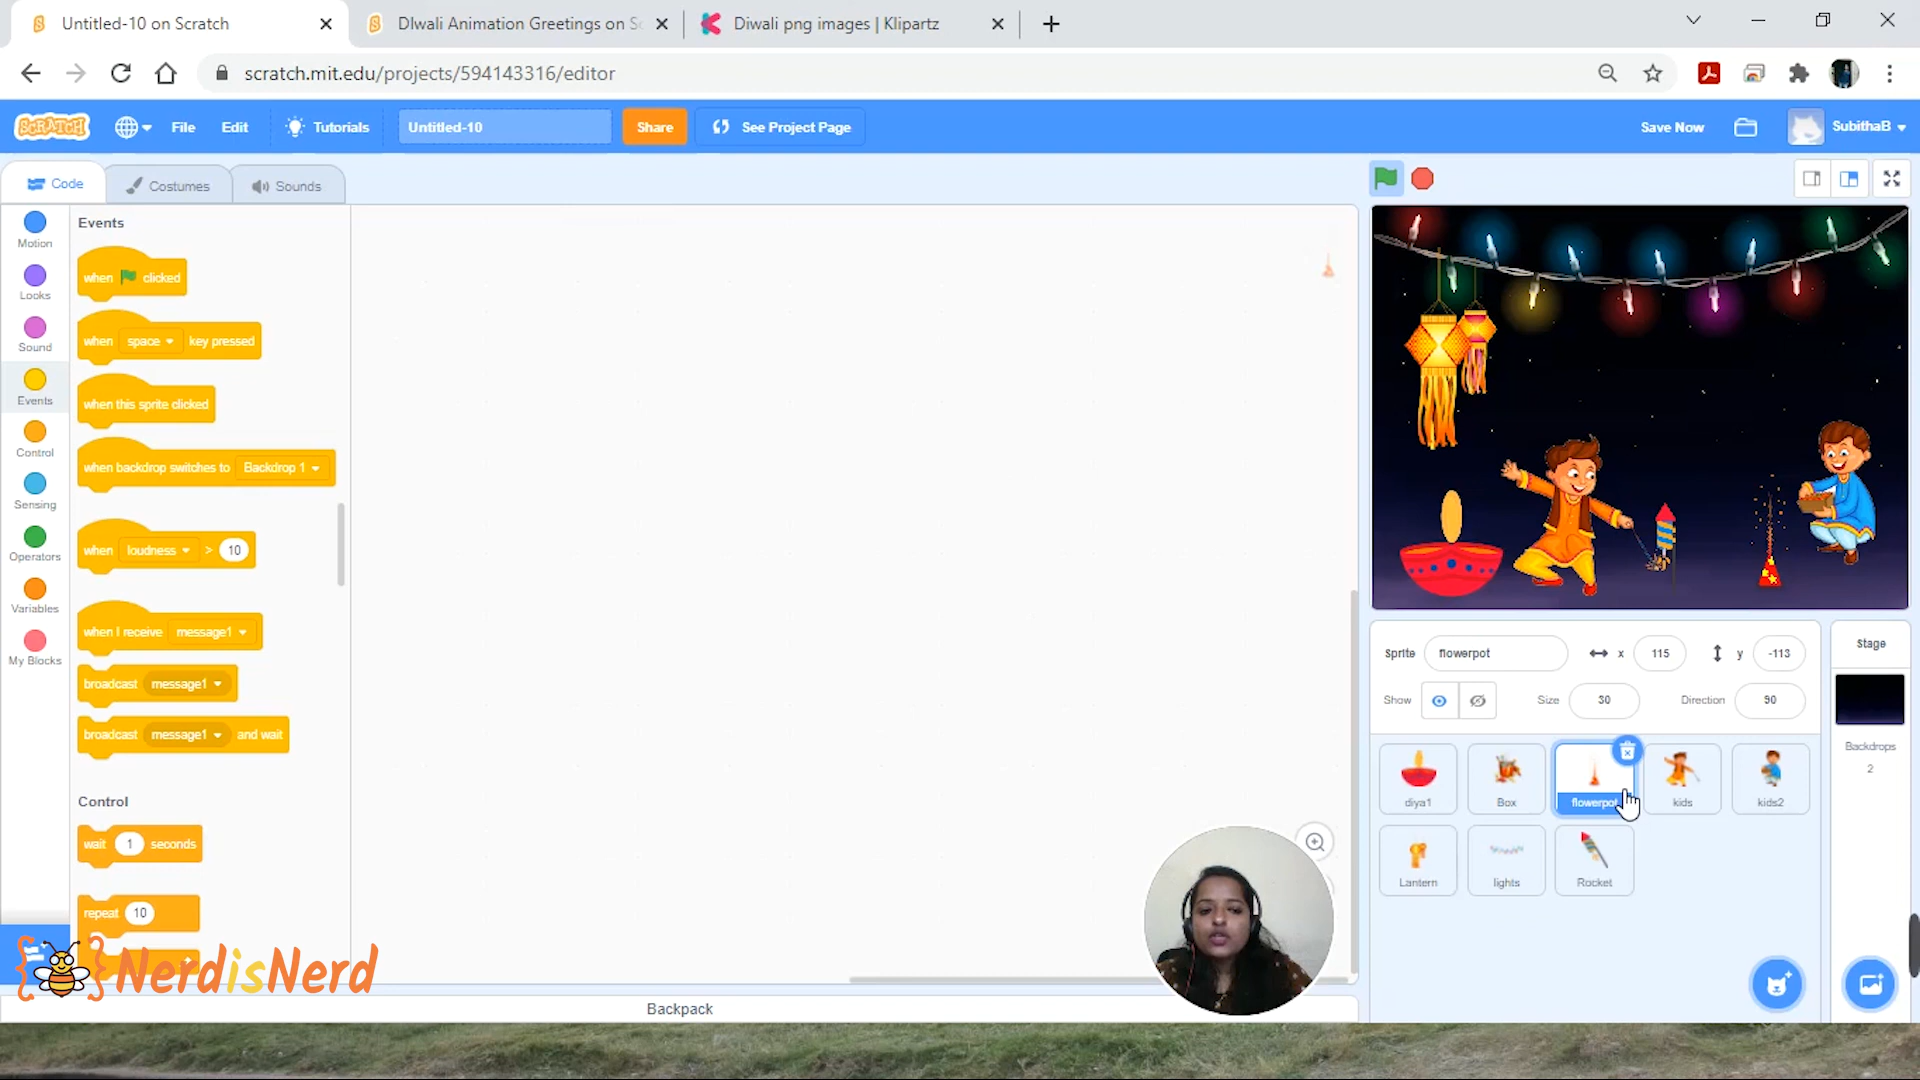 Untitled-10 on Scratch
DIwali Animation Greetings on Sc
Diwali png images | Klipartz
scratch.mit.edu/projects/594143316/editor
SCRATCH
File
Edit
Tutorials
Untitled-10
Share
See Project Page
Save Now
SubithaB
Code
Costumes
Sounds
Motion
Looks
Sound
Events
Control
Sensing
Operators
Variables
My Blocks
Events
when clicked
when space key pressed
when this sprite clicked
when backdrop switches to Backdrop 1
when loudness > 10
when I receive message1
broadcast message1
broadcast message1 and wait
Control
wait 1 seconds
repeat 10
NerdisNerd
Backpack
Sprite flowerpot x 115 y -113
Show Size 30 Direction 90
diya1
Box
flowerpot
kids
kids2
Lantern
lights
Rocket
Stage
Backdrops
2